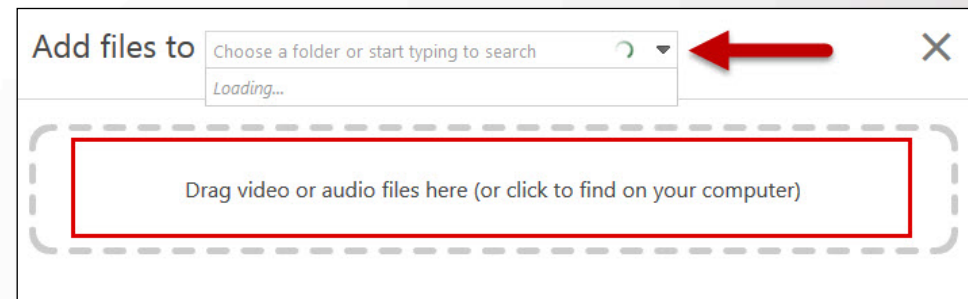 Add files to
Choose a folder or start typing to search
Loading...
Drag video or audio files here (or click to find on your computer)